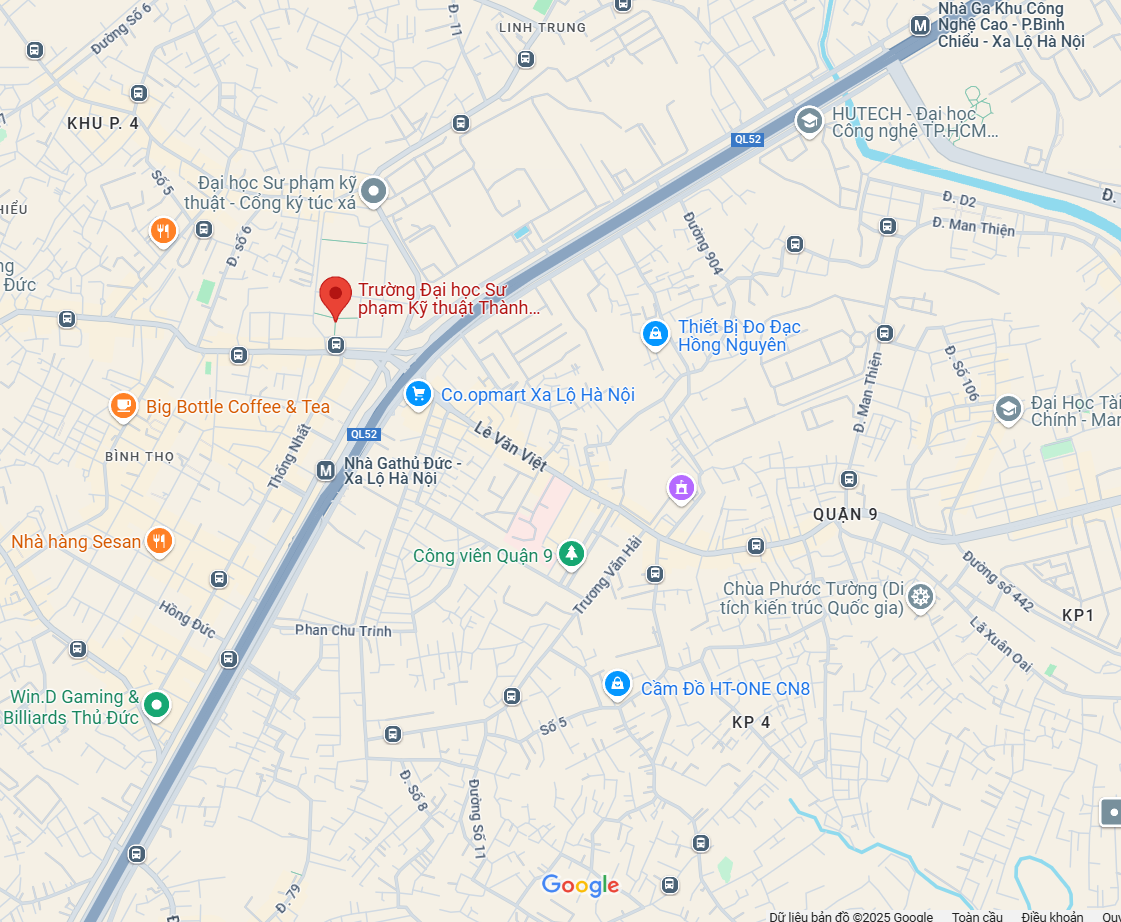 Đường Số 6
Đ. 11
LINH TRUNG
Nhà Ga Khu Công
Nghệ Cao - P.Bình
Chiểu - Xa Lộ Hà Nội
KHU P. 4
QL52
HUTECH - Đại học
Công nghệ TP.HCM...
Số 5
Đại học Sư phạm kỹ
thuật - Cổng ký túc xá
Đ. D2
Đ.
Đ. Man Thiện
Đ. số 6
Đường 904
Đức
Trường Đại học Sư
phạm Kỹ thuật Thành...
Thiết Bị Đo Đạc
Hồng Nguyên
Đ. Man Thiện
Đ. Số 106
Co.opmart Xa Lộ Hà Nội
Big Bottle Coffee & Tea
Đại Học Tài
Chính - Mar
QL52
Lê Văn Việt
BÌNH THỌ
Thống Nhất
Nhà Gathủ Đức -
Xa Lộ Hà Nội
QUẬN 9
Nhà hàng Sesan
Công viên Quận 9
Trương Văn Hải
Đường số 442
Chùa Phước Tường (Di
tích kiến trúc Quốc gia)
KP1
Hồng Đức
Phan Chu Trinh
Lã Xuân Oai
Win.D Gaming &
Billiards Thủ Đức
Cầm Đồ HT-ONE CN8
Số 5
KP 4
Đ. Số 8
Đường Số 11
Đ. 79
Google
Dữ liệu bản đồ ©2025 Google
Toàn cầu
Điều khoản